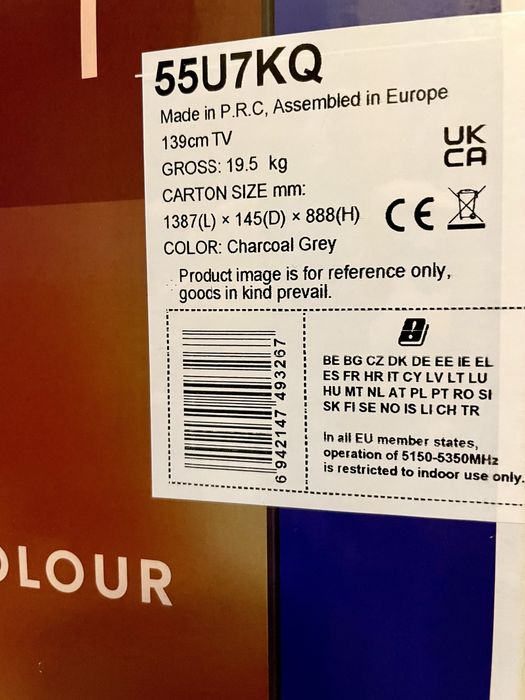 55U7KQ
Made in P.R.C, Assembled in Europe
139cm TV
GROSS: 19.5 kg
CARTON SIZE mm:
1387(L) × 145(D) × 888(H)
COLOR: Charcoal Grey
Product image is for reference only,
goods in kind prevail.
UK
CA
CE
6 942147 493267
BE BG CZ DK DE EE IE EL
ES FR HR IT CY LV LT LU
HU MT NL AT PL PT RO SI
SK FI SE NO IS LI CH TR
In all EU member states,
operation of 5150-5350MHz
is restricted to indoor use only.
OLOUR